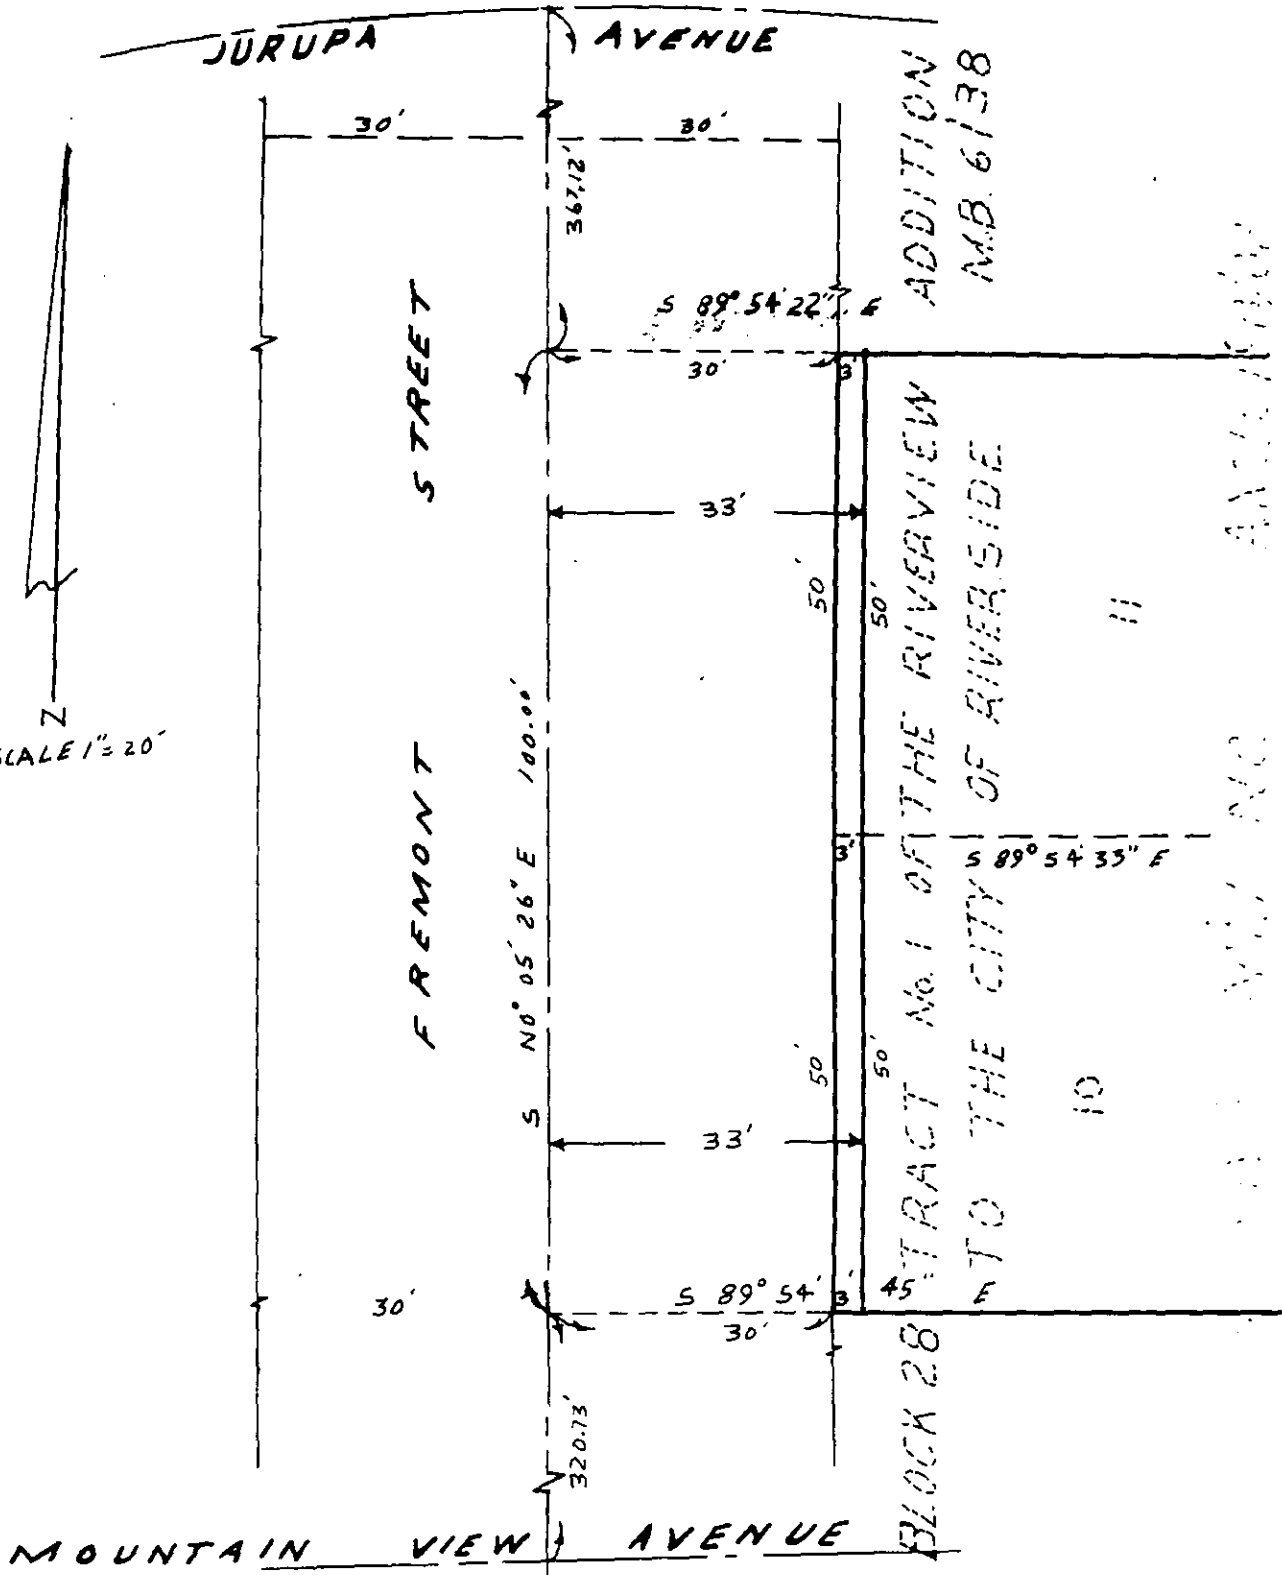 JURUPA AVENUE
30' 30'
367.12'
S 89° 54' 22" E
30' 3'
33'
50' 50'
FREMONT STREET
S N0° 05' 26" E 100.00'
SCALE 1" = 20'
3' S 89° 54' 33" E
50' 50'
33'
S 89° 54' 45 E
30' 30' 3'
320.73'
BLOCK 28 TRACT No. 1 OF THE RIVERVIEW ADDITION
TO THE CITY OF RIVERSIDE M.B. 6/38
11
10
MOUNTAIN VIEW AVENUE